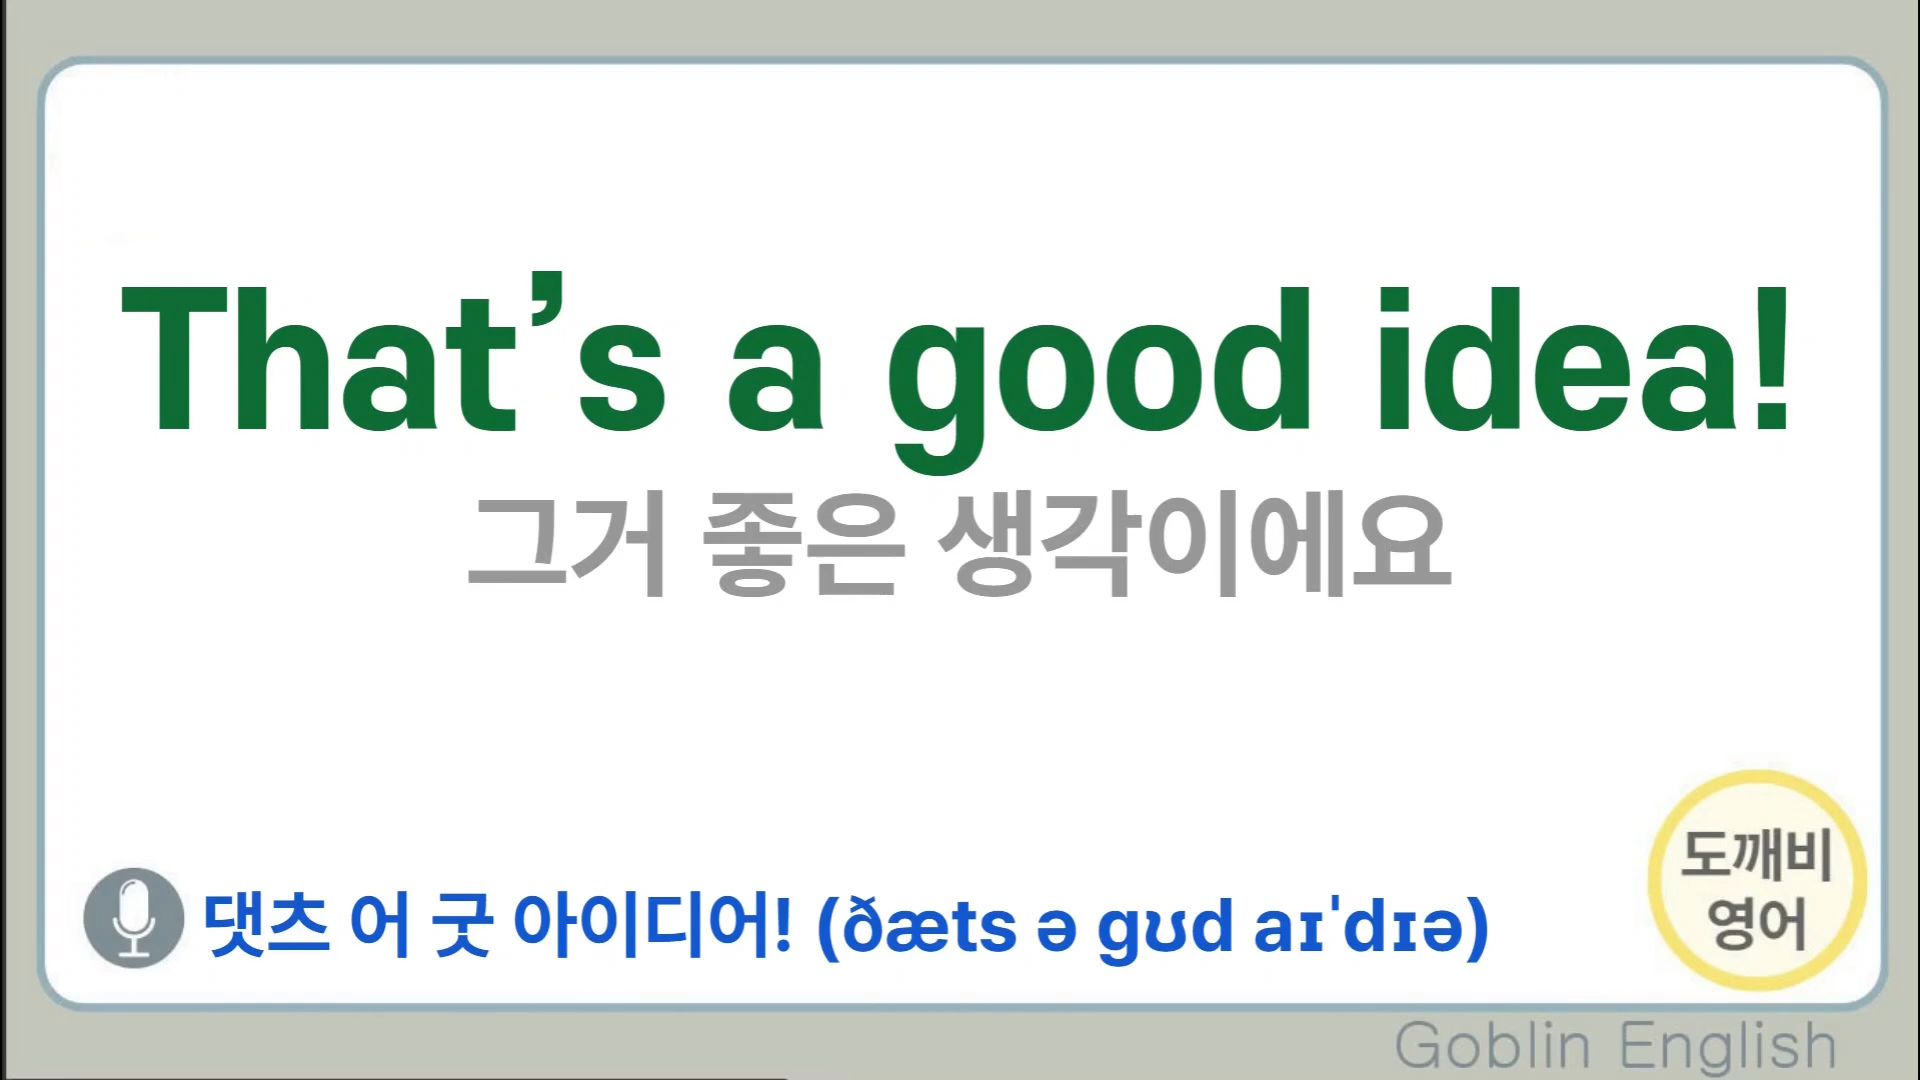 That’s a good idea!
그거 좋은 생각이에요
댓츠 어 굿 아이디어! (ðæts ə gʊd aɪˈdɪə)
도깨비
영어
Goblin English